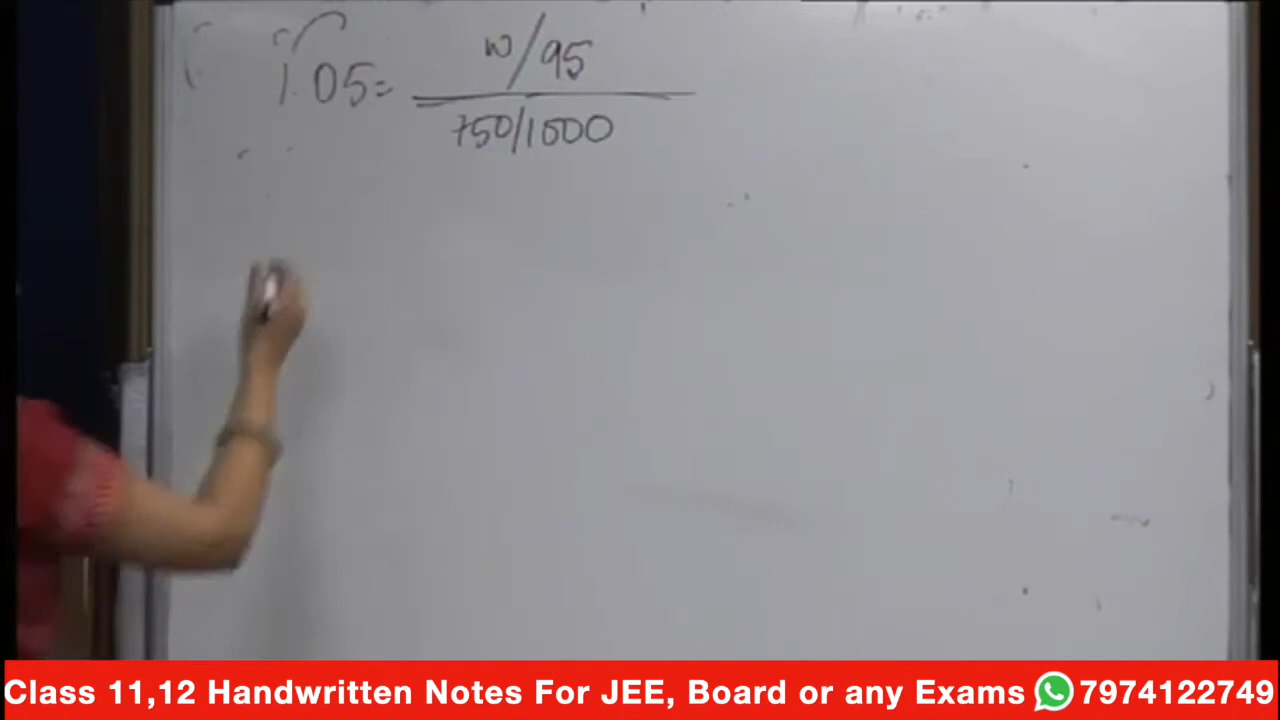 1.05 = w/95
750/1000
Class 11,12 Handwritten Notes For JEE, Board or any Exams 7974122749